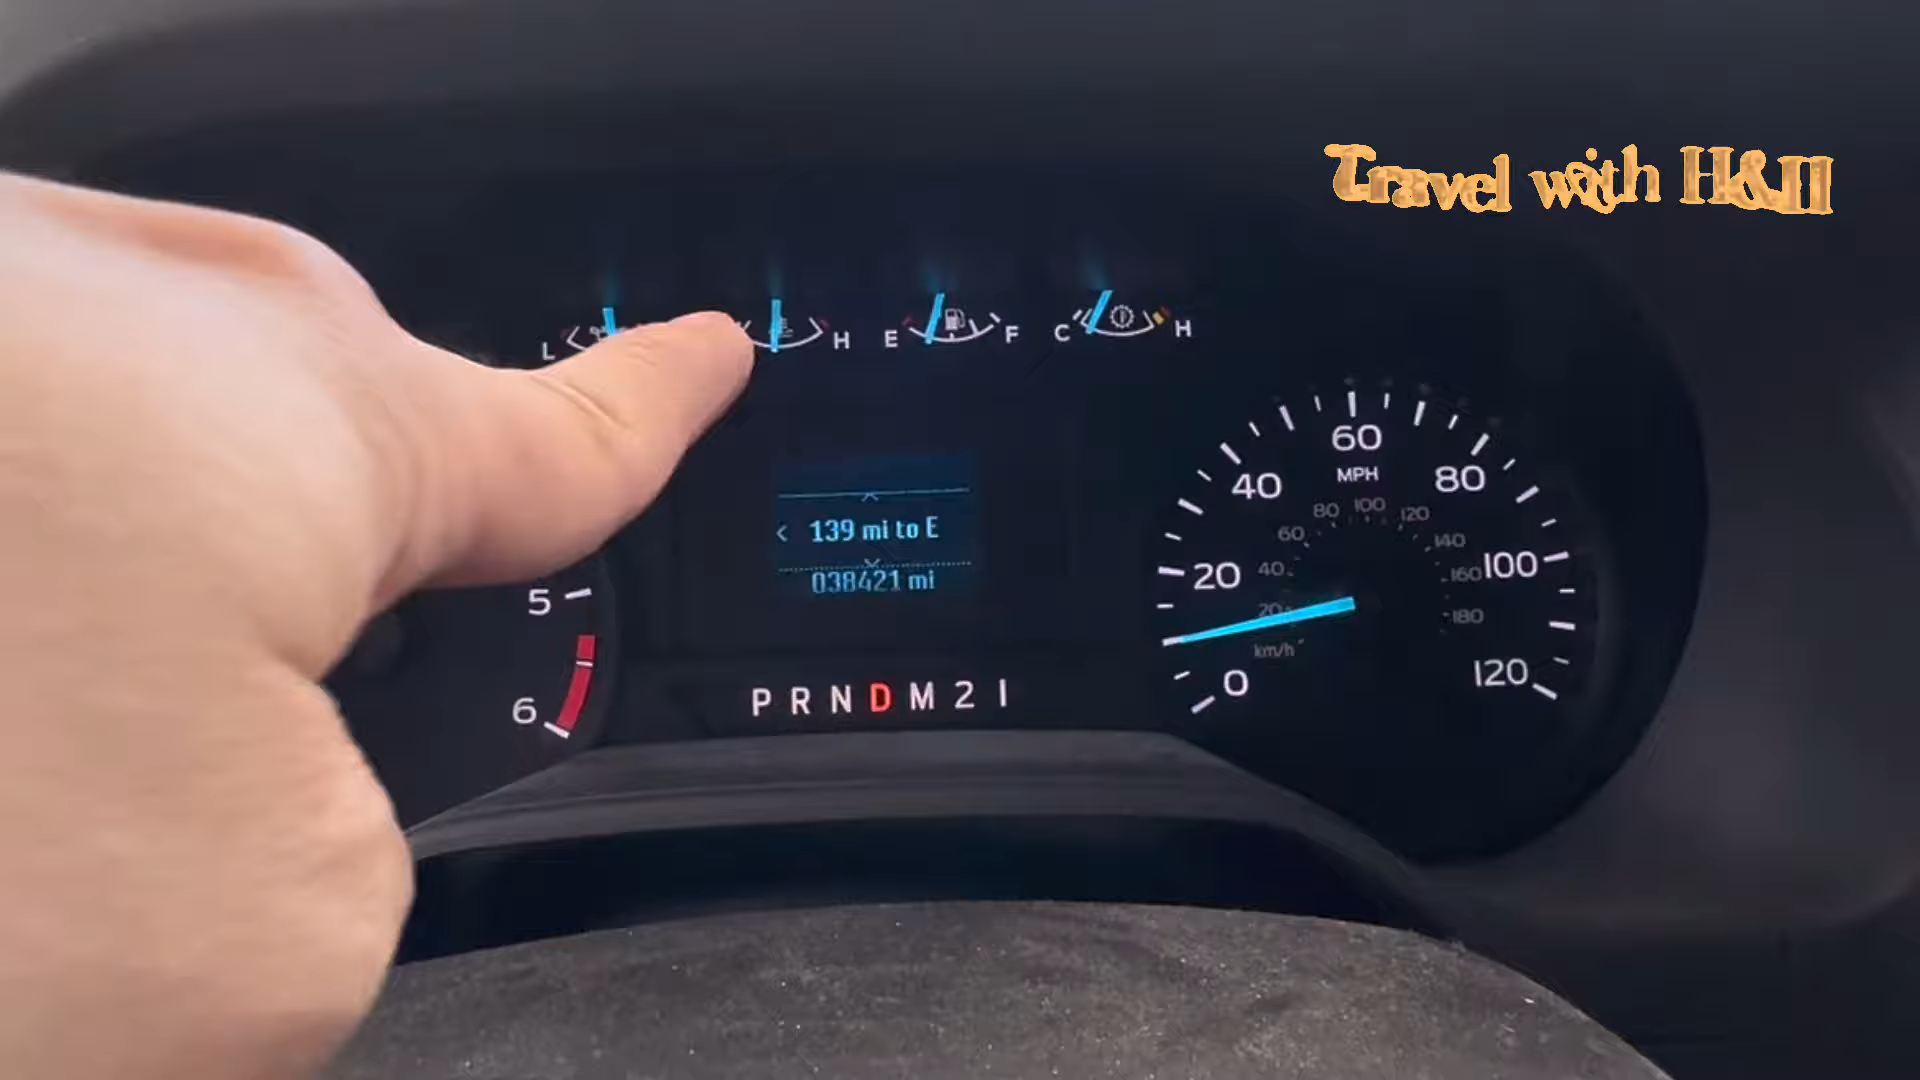 Travel with H&H
L H E F C H
139 mi to E
038421 mi
5
6
P R N D M 2 1
0 20 40 60 80 100 120
MPH
20 40 60 80 100 120 140 160 180
km/h